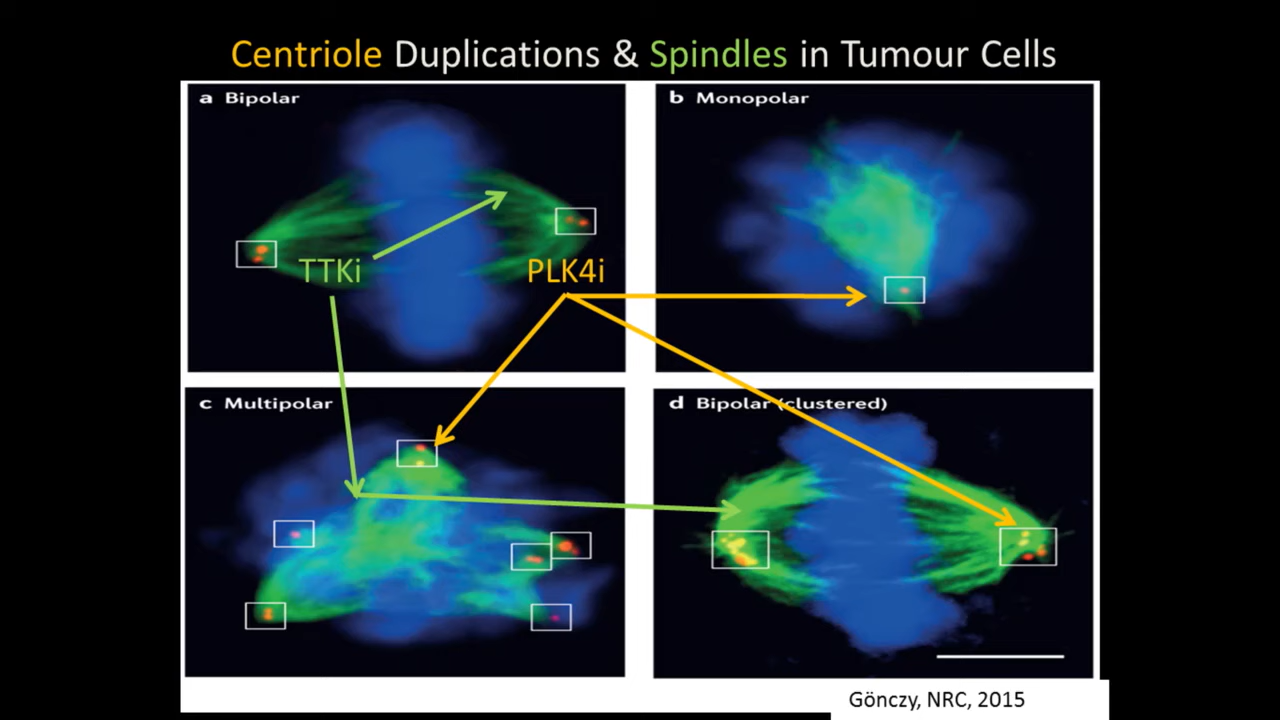 Centriole Duplications & Spindles in Tumour Cells
a Bipolar
b Monopolar
TTKi
PLK4i
c Multipolar
d Bipolar (clustered)
Gönczy, NRC, 2015